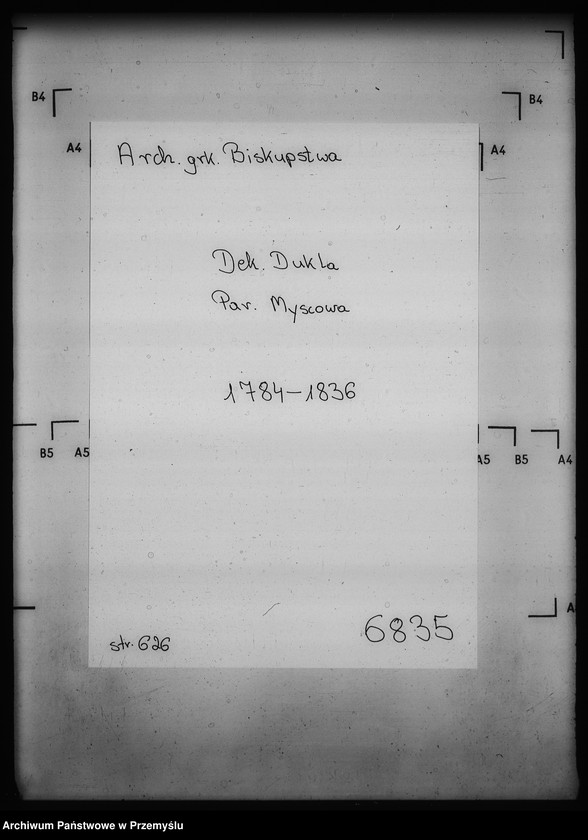 B4
B4
A4
A4
Arch. grk. Biskupstwa
Dek. Dukla
Par. Myscowa
1784-1836
B5 A5
A5 B5 A4
A
str. 626
6835
Archiwum Państwowe w Przemyślu